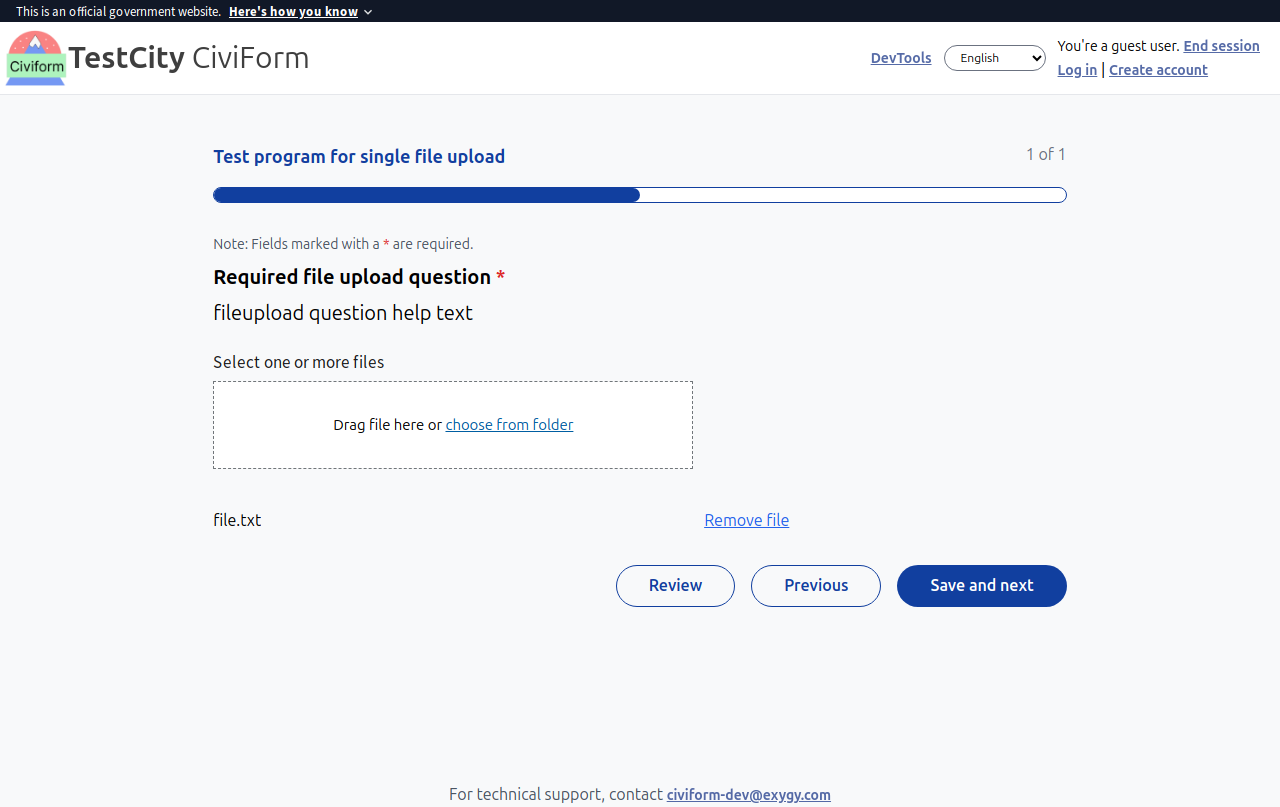 This is an official government website. Here's how you know
Civiform
TestCity CiviForm
DevTools
English
You're a guest user. End session
Log in | Create account
Test program for single file upload
1 of 1
Note: Fields marked with a * are required.
Required file upload question *
fileupload question help text
Select one or more files
Drag file here or choose from folder
file.txt
Remove file
Review
Previous
Save and next
For technical support, contact civiform-dev@exygy.com